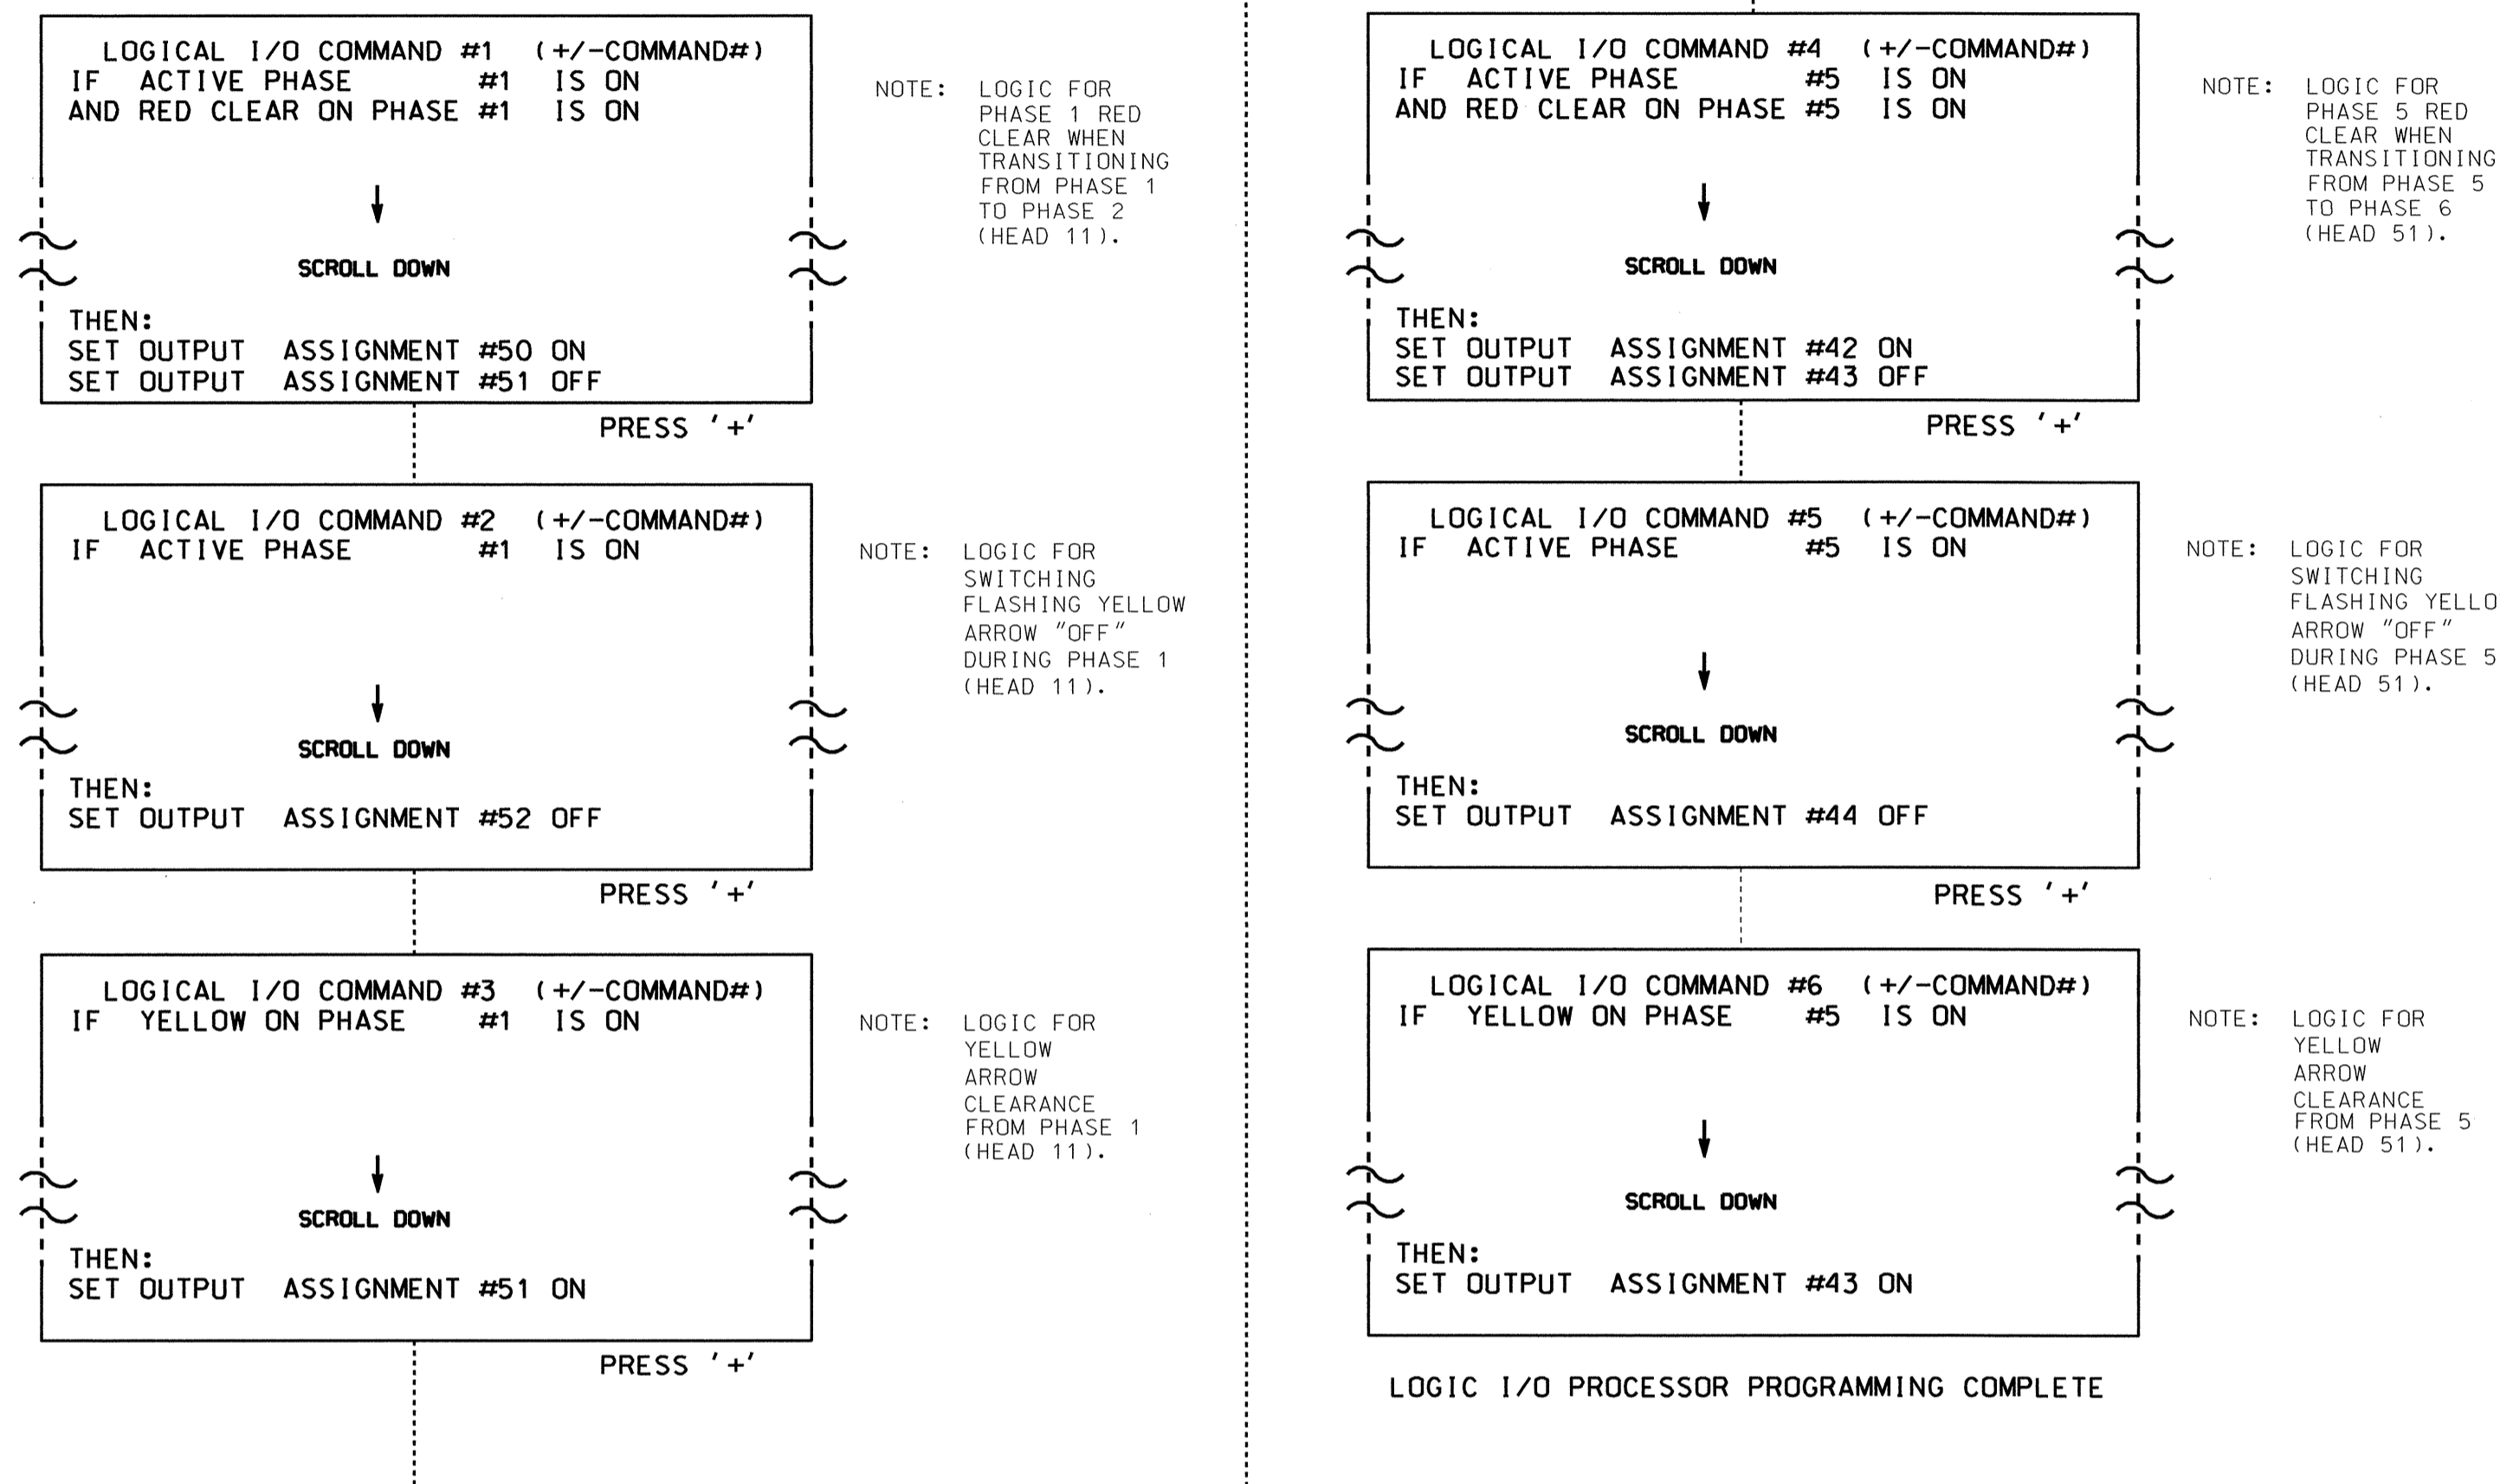 LOGICAL I/O COMMAND #1 (+/-COMMAND#)
IF ACTIVE PHASE #1 IS ON
AND RED CLEAR ON PHASE #1 IS ON
SCROLL DOWN
THEN:
SET OUTPUT ASSIGNMENT #50 ON
SET OUTPUT ASSIGNMENT #51 OFF
PRESS '+'
NOTE: LOGIC FOR
PHASE 1 RED
CLEAR WHEN
TRANSITIONING
FROM PHASE 1
TO PHASE 2
(HEAD 11).
LOGICAL I/O COMMAND #2 (+/-COMMAND#)
IF ACTIVE PHASE #1 IS ON
SCROLL DOWN
THEN:
SET OUTPUT ASSIGNMENT #52 OFF
PRESS '+'
NOTE: LOGIC FOR
SWITCHING
FLASHING YELLOW
ARROW "OFF"
DURING PHASE 1
(HEAD 11).
LOGICAL I/O COMMAND #3 (+/-COMMAND#)
IF YELLOW ON PHASE #1 IS ON
SCROLL DOWN
THEN:
SET OUTPUT ASSIGNMENT #51 ON
PRESS '+'
NOTE: LOGIC FOR
YELLOW
ARROW
CLEARANCE
FROM PHASE 1
(HEAD 11).
LOGICAL I/O COMMAND #4 (+/-COMMAND#)
IF ACTIVE PHASE #5 IS ON
AND RED CLEAR ON PHASE #5 IS ON
SCROLL DOWN
THEN:
SET OUTPUT ASSIGNMENT #42 ON
SET OUTPUT ASSIGNMENT #43 OFF
PRESS '+'
NOTE: LOGIC FOR
PHASE 5 RED
CLEAR WHEN
TRANSITIONING
FROM PHASE 5
TO PHASE 6
(HEAD 51).
LOGICAL I/O COMMAND #5 (+/-COMMAND#)
IF ACTIVE PHASE #5 IS ON
SCROLL DOWN
THEN:
SET OUTPUT ASSIGNMENT #44 OFF
PRESS '+'
NOTE: LOGIC FOR
SWITCHING
FLASHING YELLO
ARROW "OFF"
DURING PHASE 5
(HEAD 51).
LOGICAL I/O COMMAND #6 (+/-COMMAND#)
IF YELLOW ON PHASE #5 IS ON
SCROLL DOWN
THEN:
SET OUTPUT ASSIGNMENT #43 ON
NOTE: LOGIC FOR
YELLOW
ARROW
CLEARANCE
FROM PHASE 5
(HEAD 51).
LOGIC I/O PROCESSOR PROGRAMMING COMPLETE